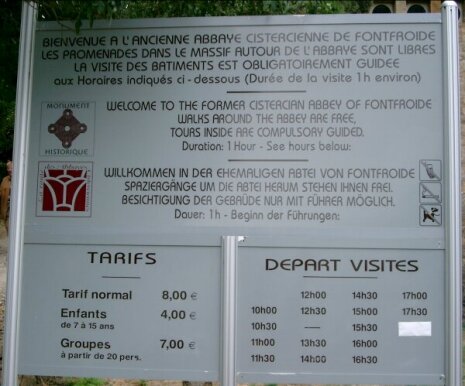 BIENVENUE A L'ANCIENNE ABBAYE CISTERCIENNE DE FONTFROIDE
LES PROMENADES DANS LE MASSIF AUTOUR DE L'ABBAYE SONT LIBRES
LA VISITE DES BATIMENTS EST OBLIGATOIREMENT GUIDEE
aux Horaires indiqués ci-dessous (Durée de la visite 1h environ)
MONUMENT
HISTORIQUE
WELCOME TO THE FORMER CISTERCIAN ABBEY OF FONTFROIDE
WALKS AROUND THE ABBEY ARE FREE,
TOURS INSIDE ARE COMPULSORY GUIDED.
Duration: 1 Hour - See hours below:
WILLKOMMEN IN DER EHEMALIGEN ABTEI VON FONTFROIDE
SPAZIERGÄNGE UM DIE ABTEI HERUM STEHEN IHNEN FREI.
BESICHTIGUNG DER GEBÄUDE NUR MIT FÜHRER MÖGLICH.
Dauer: 1h - Beginn der Führungen:
TARIFS
Tarif normal 8,00 €
Enfants 4,00 €
de 7 à 15 ans
Groupes 7,00 €
à partir de 20 pers.
DEPART VISITES
12h00 14h30 17h00
10h00 12h30 15h00 17h30
10h30 — 15h30
11h00 13h30 16h00
11h30 14h00 16h30